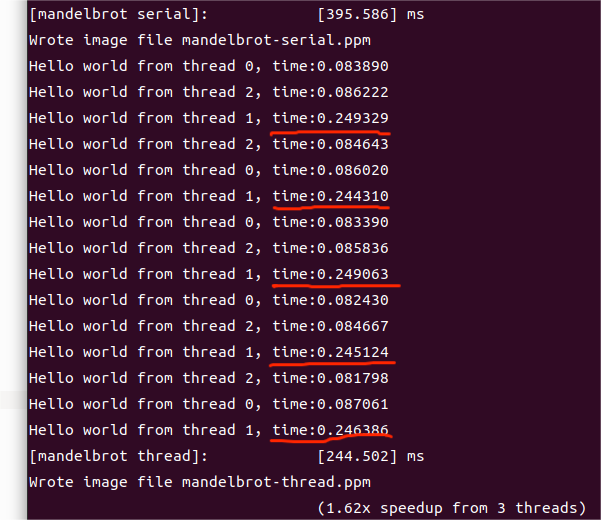 [mandelbrot serial]: [395.586] ms
Wrote image file mandelbrot-serial.ppm
Hello world from thread 0, time:0.083890
Hello world from thread 2, time:0.086222
Hello world from thread 1, time:0.249329
Hello world from thread 2, time:0.084643
Hello world from thread 0, time:0.086020
Hello world from thread 1, time:0.244310
Hello world from thread 0, time:0.083390
Hello world from thread 2, time:0.085836
Hello world from thread 1, time:0.249063
Hello world from thread 0, time:0.082430
Hello world from thread 2, time:0.084667
Hello world from thread 1, time:0.245124
Hello world from thread 2, time:0.081798
Hello world from thread 0, time:0.087061
Hello world from thread 1, time:0.246386
[mandelbrot thread]: [244.502] ms
Wrote image file mandelbrot-thread.ppm
(1.62x speedup from 3 threads)